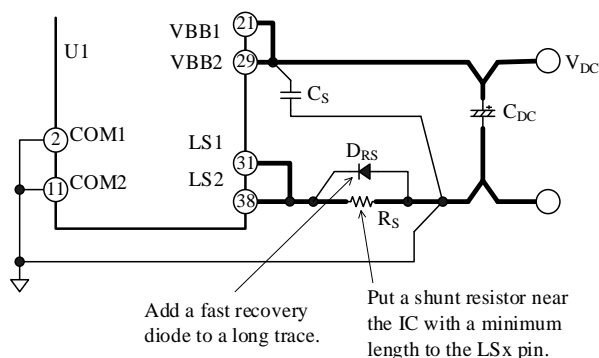 VBB1
21
U1
VBB2
29
V_DC
C_S
C_DC
2
COM1
LS1
31
D_RS
11
COM2
LS2
38
R_S
Add a fast recovery
diode to a long trace.
Put a shunt resistor near
the IC with a minimum
length to the LSx pin.